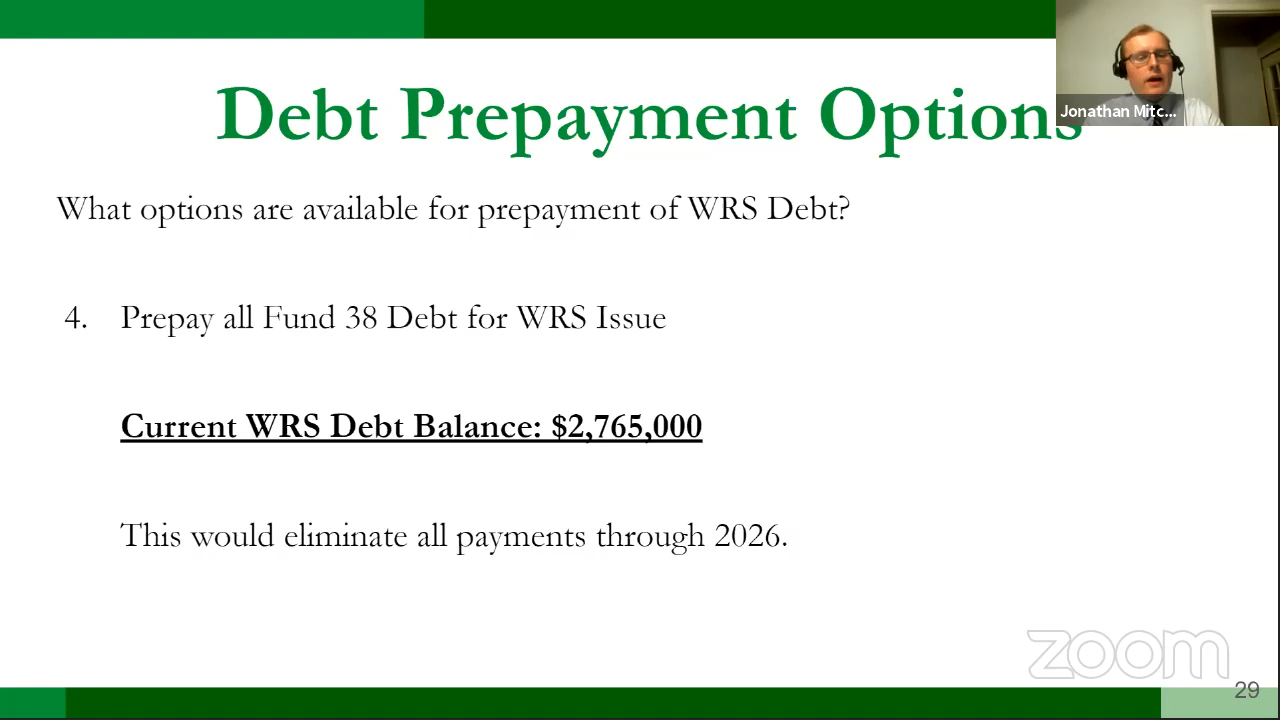 Debt Prepayment Options
Jonathan Mitc...
What options are available for prepayment of WRS Debt?
4. Prepay all Fund 38 Debt for WRS Issue
Current WRS Debt Balance: $2,765,000
This would eliminate all payments through 2026.
zoom
29